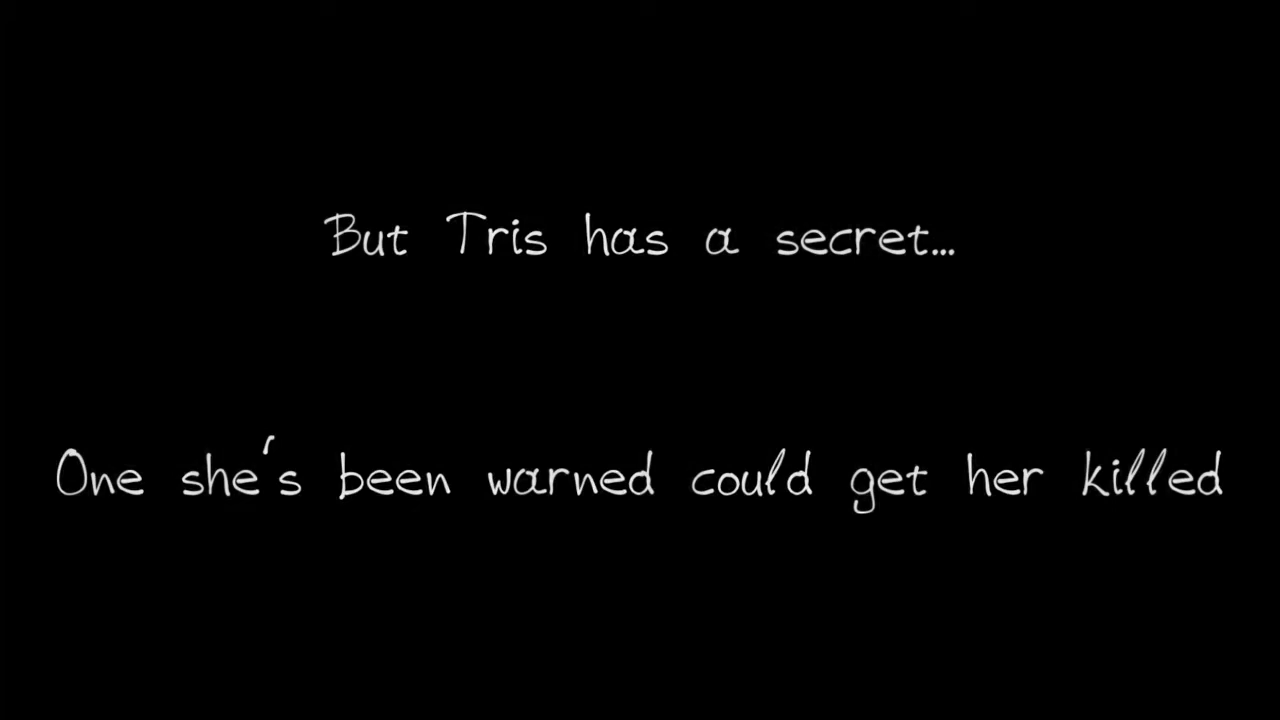 But Tris has a secret...
One she's been warned could get her killed